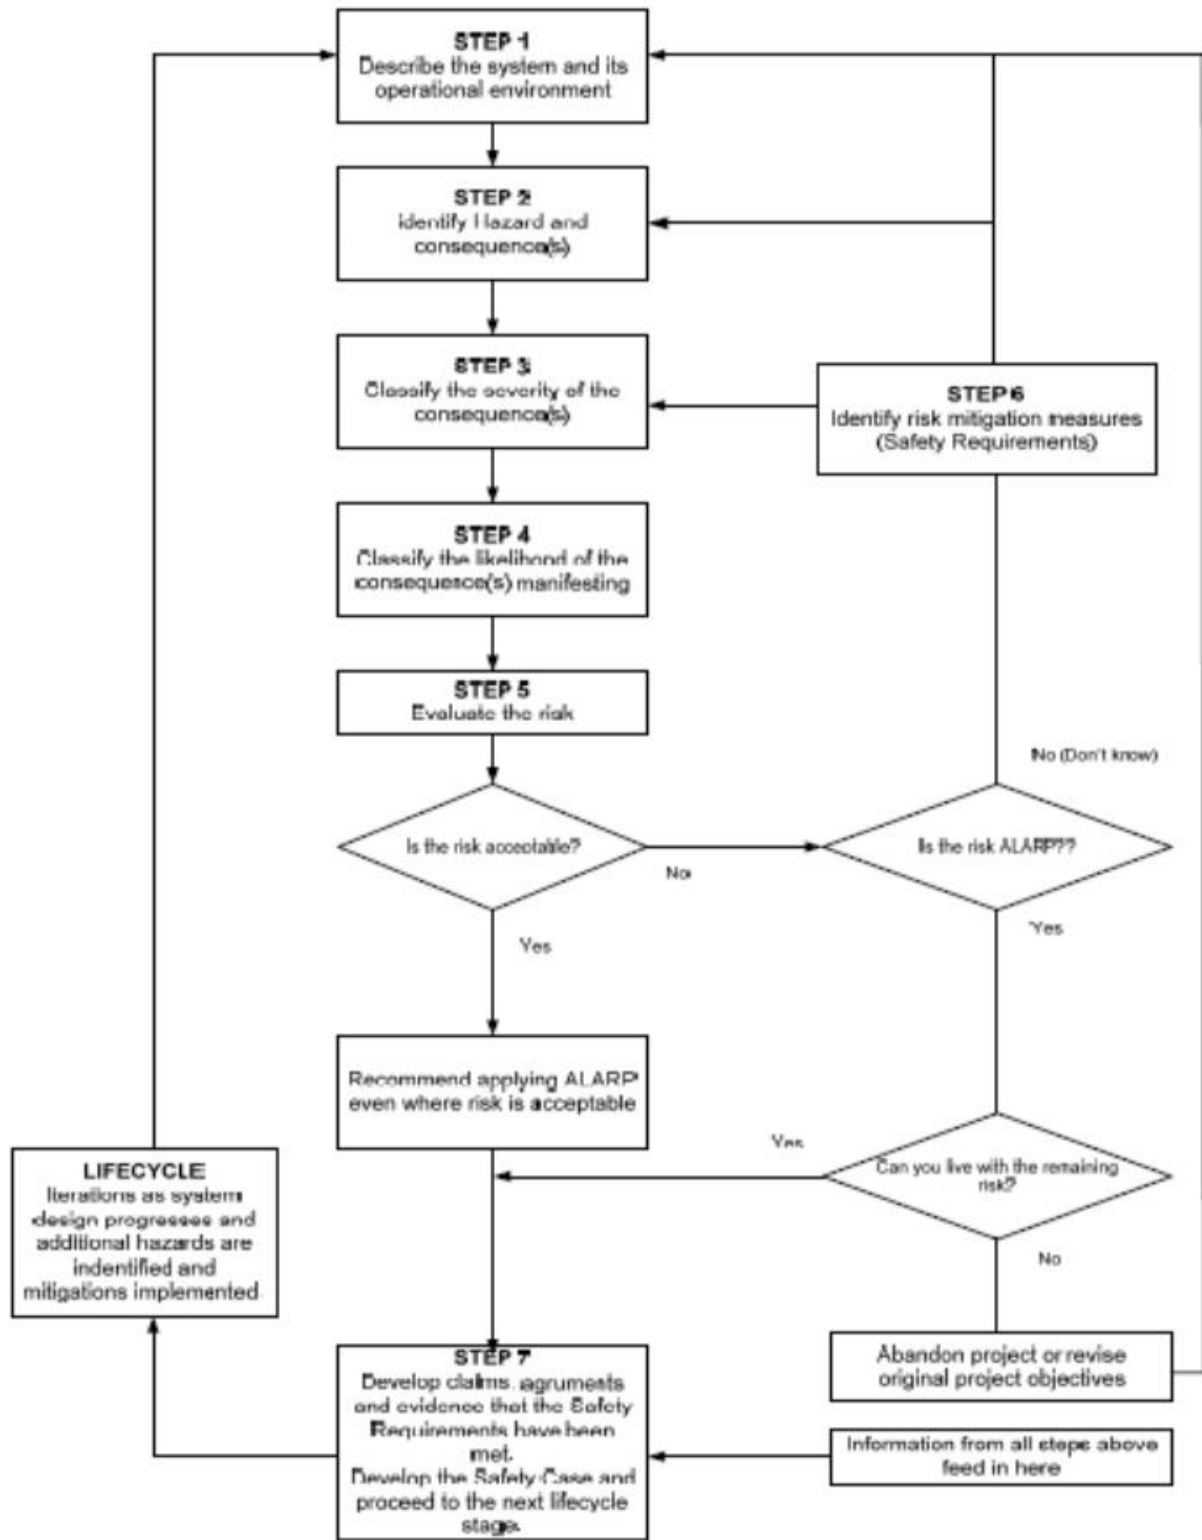 STEP 1
Describe the system and its
operational environment
STEP 2
Identify Hazard and
consequence(s)
STEP 3
Classify the severity of the
consequence(s)
STEP 6
Identify risk mitigation measures
(Safety Requirements)
STEP 4
Classify the likelihood of the
consequence(s) manifesting
STEP 5
Evaluate the risk
No (Don't know)
Is the risk acceptable?
No
Is the risk ALARP??
Yes
Yes
Recommend applying ALARP
even where risk is acceptable
Yes
Can you live with the remaining
risk?
No
LIFECYCLE
Iterations as system
design progresses and
additional hazards are
indentified and
mitigations implemented.
STEP 7
Develop claims, agruments
and evidence that the Safety
Requirements have been
met.
Develop the Safety Case and
proceed to the next lifecycle
stage.
Abandon project or revise
original project objectives
Information from all steps above
feed in here